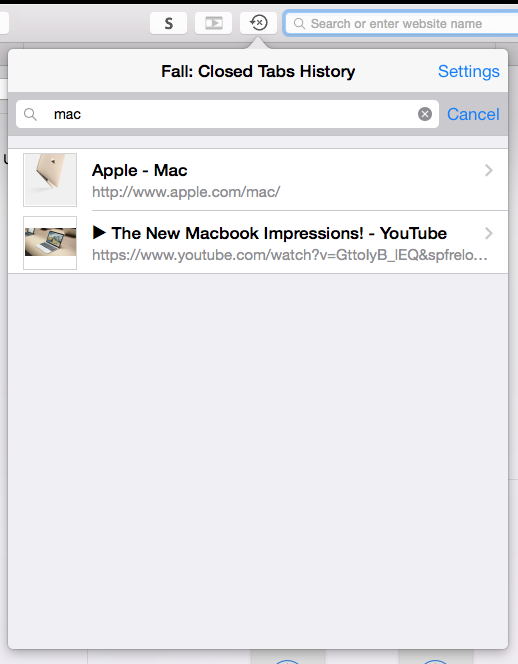 S
Search or enter website name
Fall: Closed Tabs History
Settings
mac
Cancel
Apple - Mac
http://www.apple.com/mac/
▶ The New Macbook Impressions! - YouTube
https://www.youtube.com/watch?v=GttoIyB_lEQ&spfrelo...